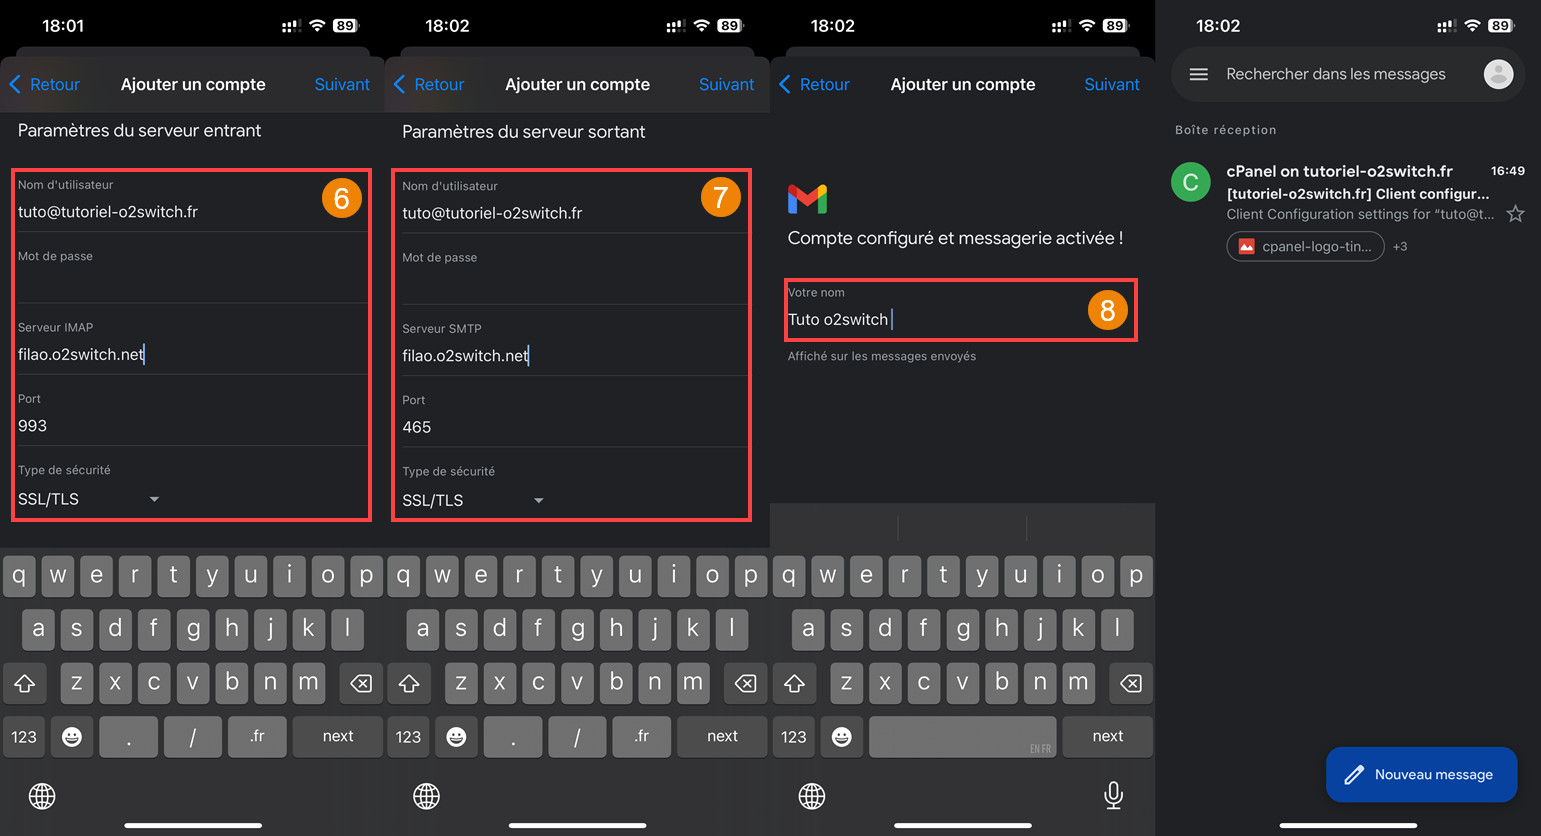 18:01
89
Retour
Ajouter un compte
Suivant
Paramètres du serveur entrant
6
Nom d'utilisateur
tuto@tutoriel-o2switch.fr
Mot de passe
Serveur IMAP
filao.o2switch.net
Port
993
Type de sécurité
SSL/TLS
q w e r t y u i o p
a s d f g h j k l
z x c v b n m
123 . / .fr next
18:02
89
Retour
Ajouter un compte
Suivant
Paramètres du serveur sortant
7
Nom d'utilisateur
tuto@tutoriel-o2switch.fr
Mot de passe
Serveur SMTP
filao.o2switch.net
Port
465
Type de sécurité
SSL/TLS
q w e r t y u i o p
a s d f g h j k l
z x c v b n m
123 . / .fr next
18:02
89
Retour
Ajouter un compte
Suivant
Compte configuré et messagerie activée !
Votre nom
Tuto o2switch
8
Affiché sur les messages envoyés
q w e r t y u i o p
a s d f g h j k l
z x c v b n m
123 EN FR next
18:02
89
Rechercher dans les messages
Boîte réception
C
cPanel on tutoriel-o2switch.fr 16:49
[tutoriel-o2switch.fr] Client configur...
Client Configuration settings for “tuto@t...
cpanel-logo-tin... +3
Nouveau message